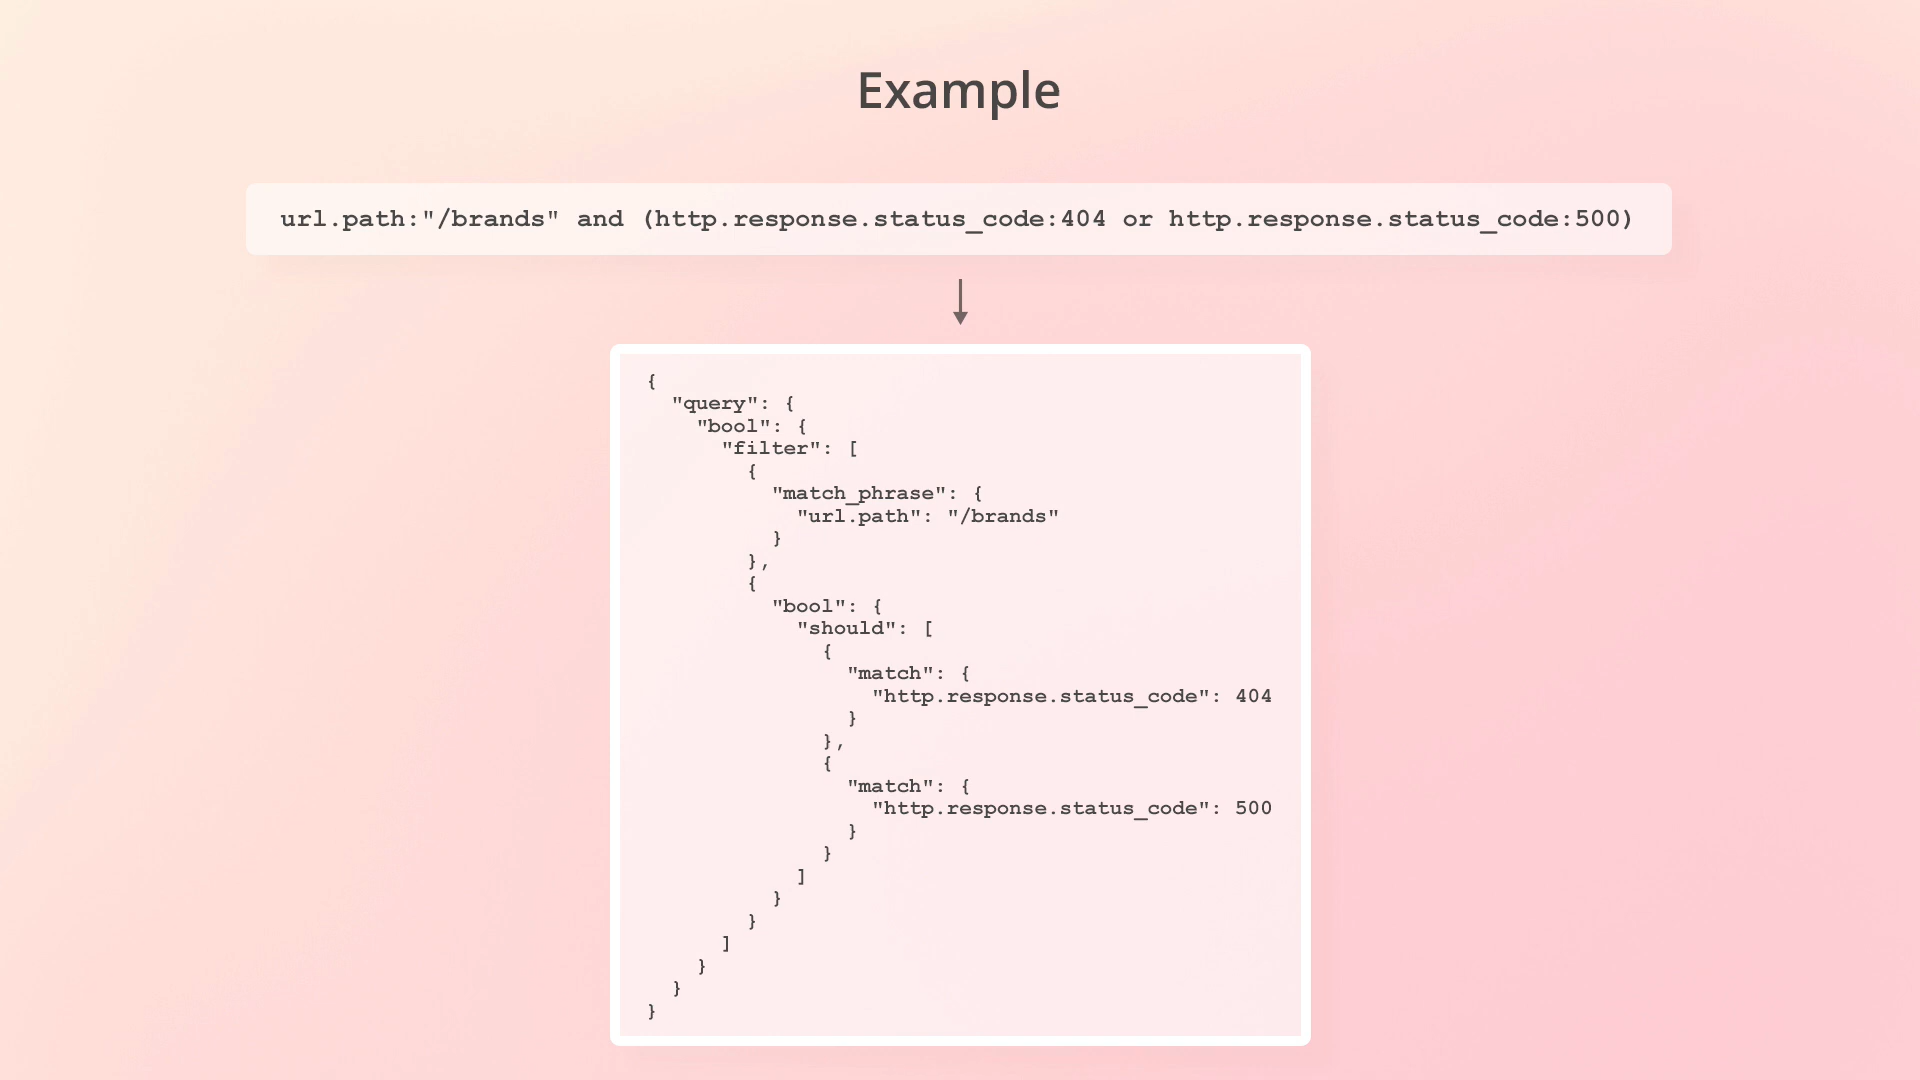 Example
url.path:"/brands" and (http.response.status_code:404 or http.response.status_code:500)
{
  "query": {
    "bool": {
      "filter": [
        {
          "match_phrase": {
            "url.path": "/brands"
          }
        },
        {
          "bool": {
            "should": [
              {
                "match": {
                  "http.response.status_code": 404
                }
              },
              {
                "match": {
                  "http.response.status_code": 500
                }
              }
            ]
          }
        }
      ]
    }
  }
}